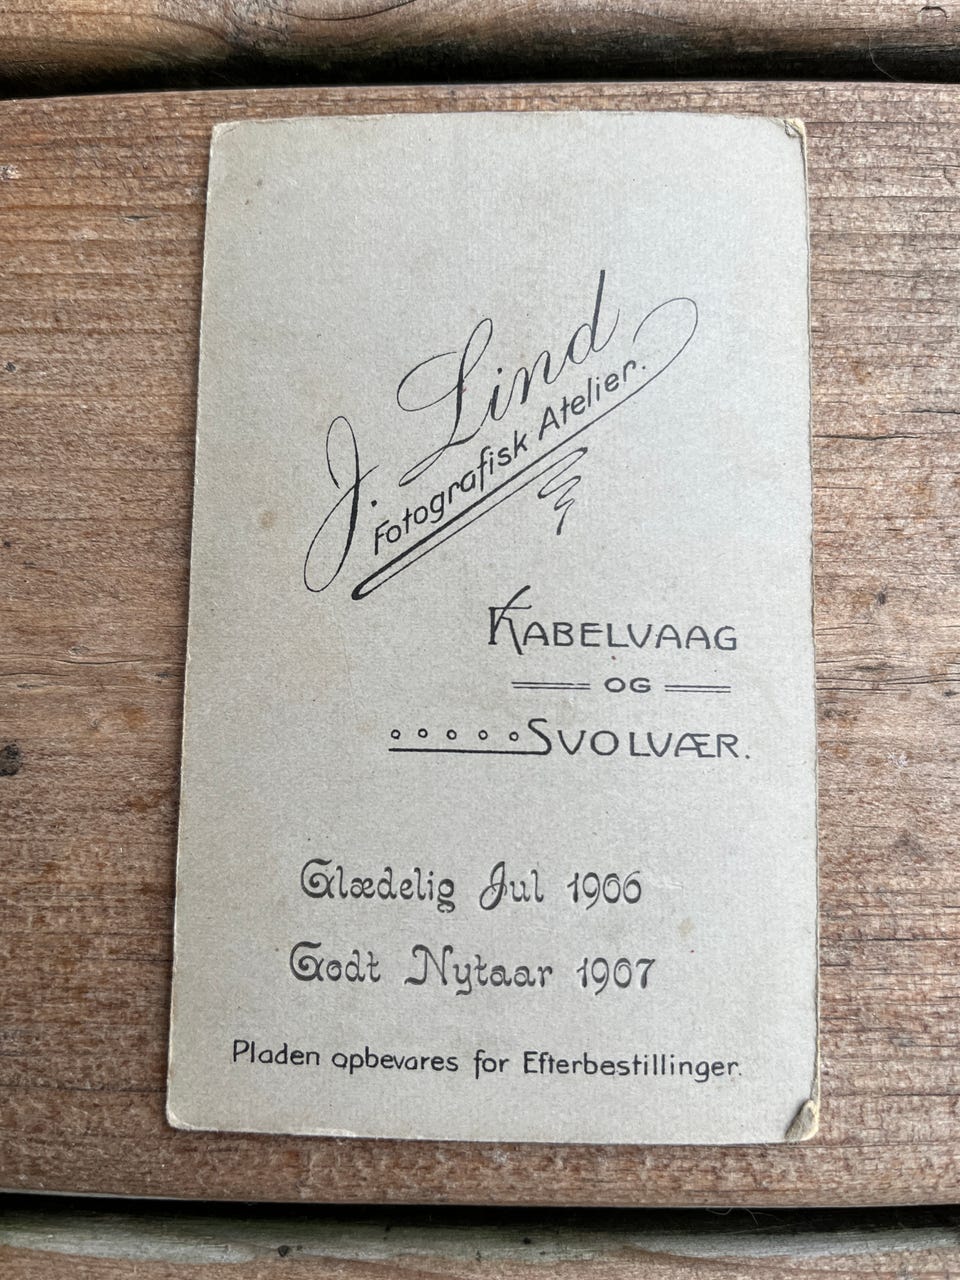 J. Lind
Fotografisk Atelier.
KABELVAAG
OG
SVOLVÆR.
Glædelig Jul 1906
Godt Nytaar 1907
Pladen opbevares for Efterbestillinger.